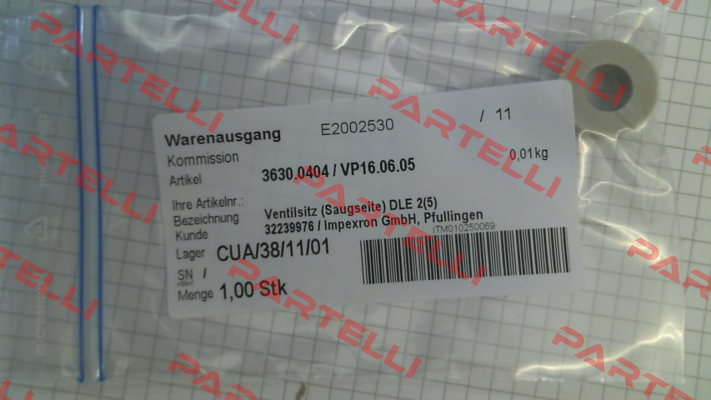 Warenausgang E2002530 / 11
Kommission
Artikel 3630.0404 / VP16.06.05 0,01kg
Ihre Artikelnr.:
Bezeichnung Ventilsitz (Saugseite) DLE 2(5)
Kunde 32239976 / Impexron GmbH, Pfullingen
Lager CUA/38/11/01 ITM010250069
SN /
Menge 1,00 Stk
PARTELLI
PARTELLI
PARTELLI
PARTELLI
PARTELLI
PARTELLI
PARTELLI
PARTELLI
PARTELLI